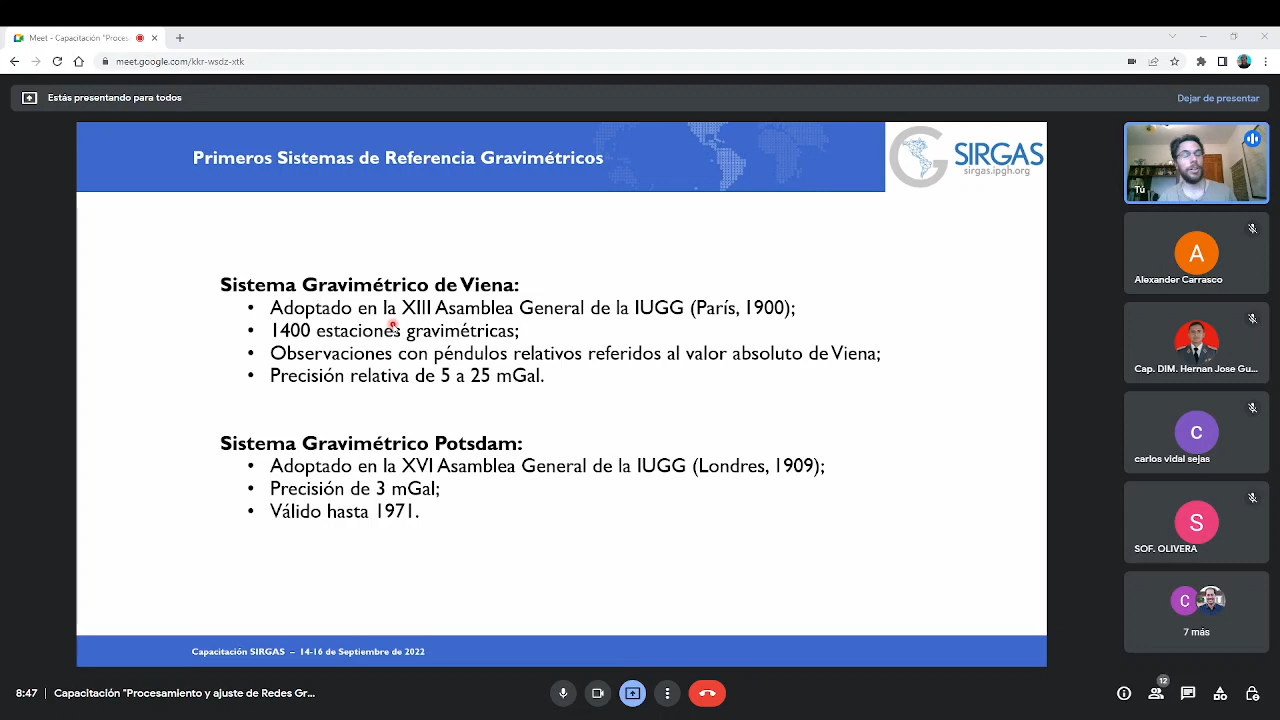 Meet - Capacitación "Proces
meet.google.com/kkr-wsdz-xtk
Estás presentando para todos
Dejar de presentar
Primeros Sistemas de Referencia Gravimétricos
SIRGAS
sirgas.ipgh.org
Sistema Gravimétrico de Viena:
• Adoptado en la XIII Asamblea General de la IUGG (París, 1900);
• 1400 estaciones gravimétricas;
• Observaciones con péndulos relativos referidos al valor absoluto de Viena;
• Precisión relativa de 5 a 25 mGal.
Sistema Gravimétrico Potsdam:
• Adoptado en la XVI Asamblea General de la IUGG (Londres, 1909);
• Precisión de 3 mGal;
• Válido hasta 1971.
Capacitación SIRGAS – 14-16 de Septiembre de 2022
Tú
A
Alexander Carrasco
Cap. DIM. Hernan Jose Gu...
c
carlos vidal sejas
S
SOF. OLIVERA
C
7 más
8:47 | Capacitación "Procesamiento y ajuste de Redes Gr...
12